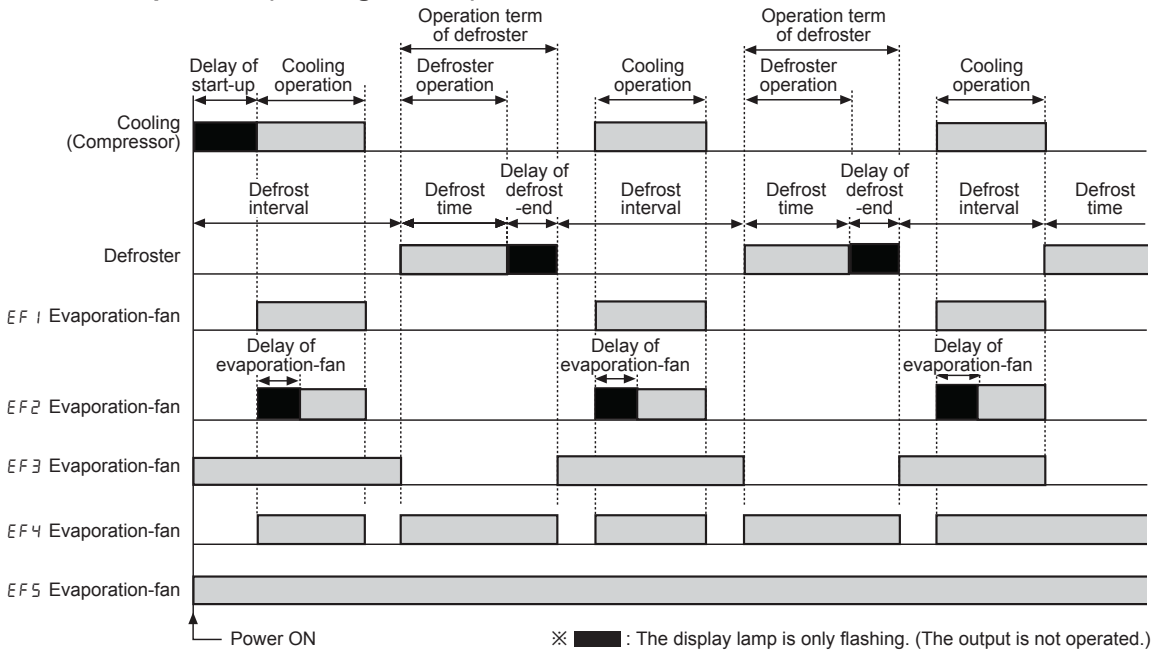 Operation term
of defroster
Operation term
of defroster
Delay of
start-up
Cooling
operation
Defroster
operation
Cooling
operation
Defroster
operation
Cooling
operation
Cooling
(Compressor)
Defrost
interval
Defrost
time
Delay of
defrost
-end
Defrost
interval
Defrost
time
Delay of
defrost
-end
Defrost
interval
Defrost
time
Defroster
EF1 Evaporation-fan
Delay of
evaporation-fan
Delay of
evaporation-fan
Delay of
evaporation-fan
EF2 Evaporation-fan
EF3 Evaporation-fan
EF4 Evaporation-fan
EF5 Evaporation-fan
Power ON
※ : The display lamp is only flashing. (The output is not operated.)